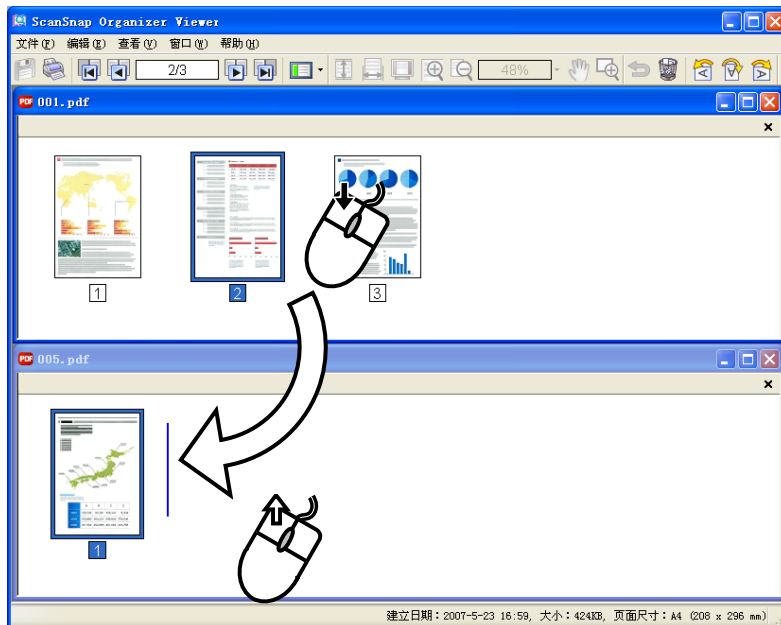 ScanSnap Organizer Viewer
文件(F) 编辑(E) 查看(V) 窗口(W) 帮助(H)
2/3
48%
PDF 001.pdf
1
2
3
PDF 005.pdf
1
建立日期：2007-5-23 16:59, 大小：424KB, 页面尺寸：A4 (208 x 296 mm)